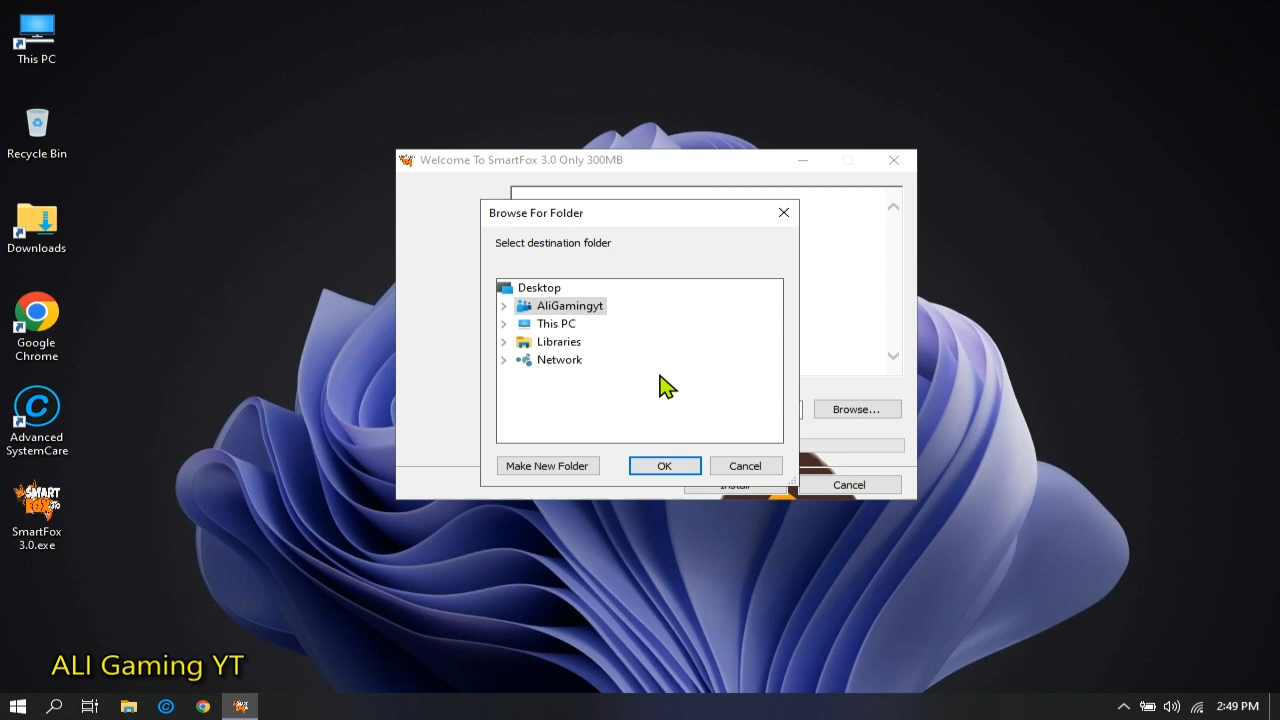 This PC
Recycle Bin
Downloads
Google
Chrome
Advanced
SystemCare
SMART
FOX
SmartFox
3.0.exe
Welcome To SmartFox 3.0 Only 300MB
Browse For Folder
Select destination folder
Desktop
AliGamingyt
This PC
Libraries
Network
Make New Folder
OK
Cancel
Browse...
Install
Cancel
ALI Gaming YT
2:49 PM